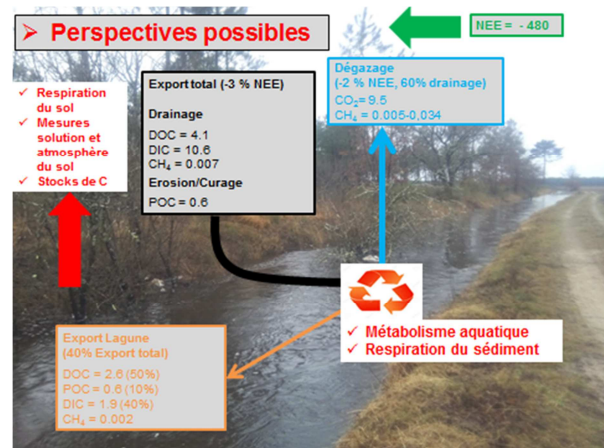 ➢ Perspectives possibles
NEE = - 480
✓ Respiration
du sol
✓ Mesures
solution et
atmosphère
du sol
✓ Stocks de C
Export total (-3 % NEE)
Drainage
DOC = 4.1
DIC = 10.6
CH₄ = 0.007
Erosion/Curage
POC = 0.6
Dégazage
(-2 % NEE, 60% drainage)
CO₂= 9.5
CH₄ = 0.005-0,034
✓ Métabolisme aquatique
✓ Respiration du sédiment
Export Lagune
(40% Export total)
DOC = 2.6 (50%)
POC = 0.6 (10%)
DIC = 1.9 (40%)
CH₄ = 0.002